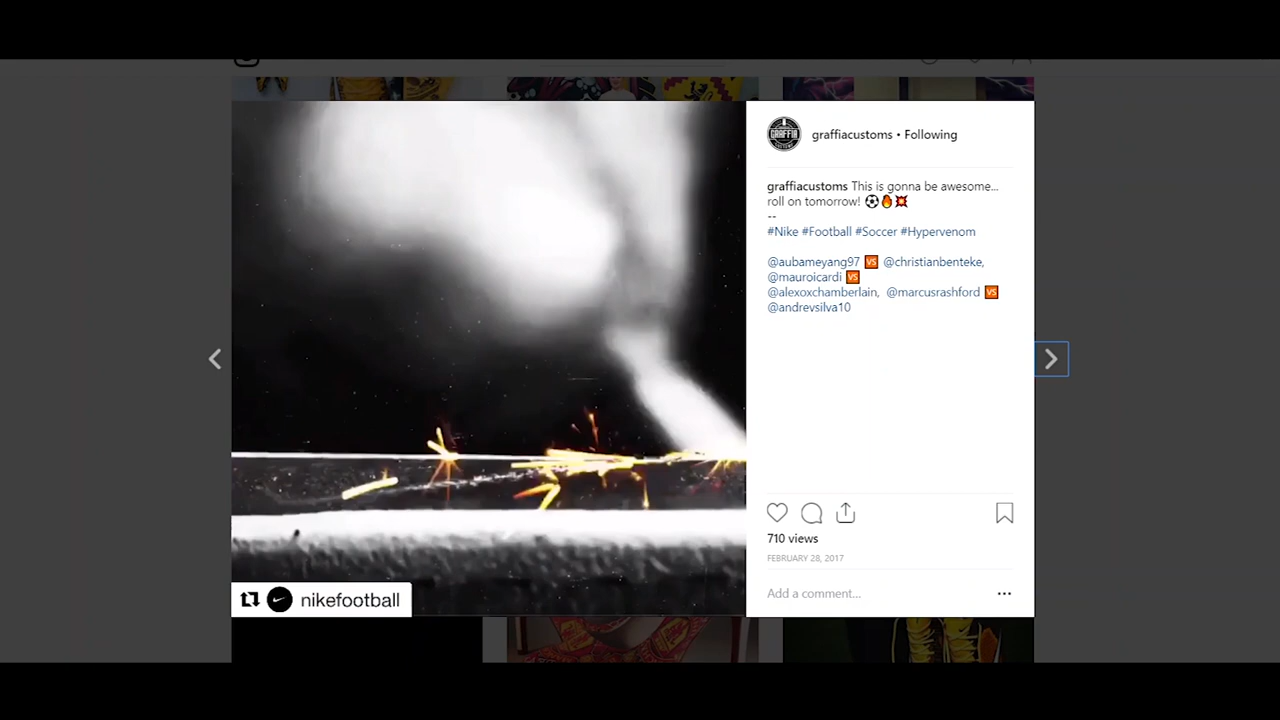 graffiacustoms • Following
graffiacustoms This is gonna be awesome...
roll on tomorrow! ⚽🔥💥
--
#Nike #Football #Soccer #Hypervenom
@aubameyang97 🆚 @christianbenteke,
@mauroicardi 🆚
@alexoxchamberlain, @marcusrashford 🆚
@andrevsilva10
710 views
FEBRUARY 28, 2017
Add a comment...
nikefootball
GRAFFIA